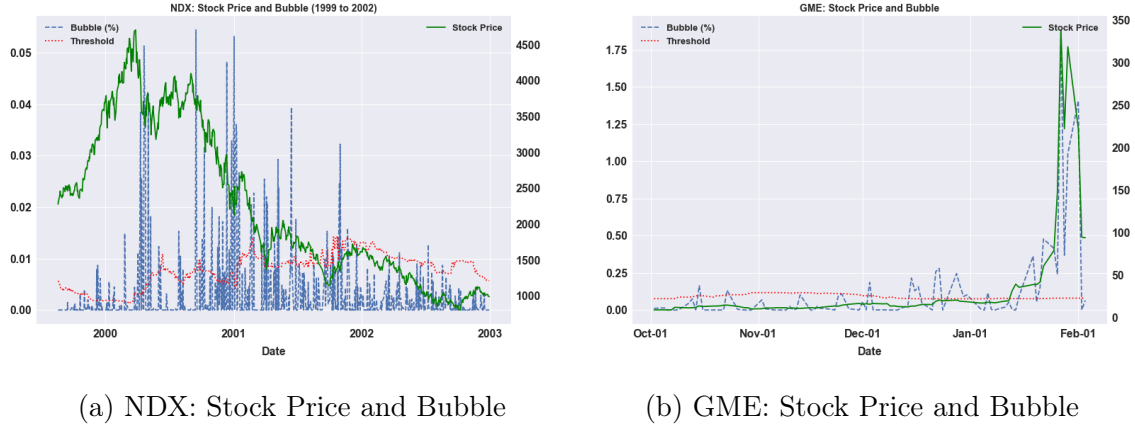 NDX: Stock Price and Bubble (1999 to 2002)
Bubble (%)
Threshold
Stock Price
0.05
0.04
0.03
0.02
0.01
0.00
4500
4000
3500
3000
2500
2000
1500
1000
2000 2001 2002 2003
Date
GME: Stock Price and Bubble
Bubble (%)
Threshold
Stock Price
1.75
1.50
1.25
1.00
0.75
0.50
0.25
0.00
350
300
250
200
150
100
50
0
Oct-01 Nov-01 Dec-01 Jan-01 Feb-01
Date
(a) NDX: Stock Price and Bubble
(b) GME: Stock Price and Bubble